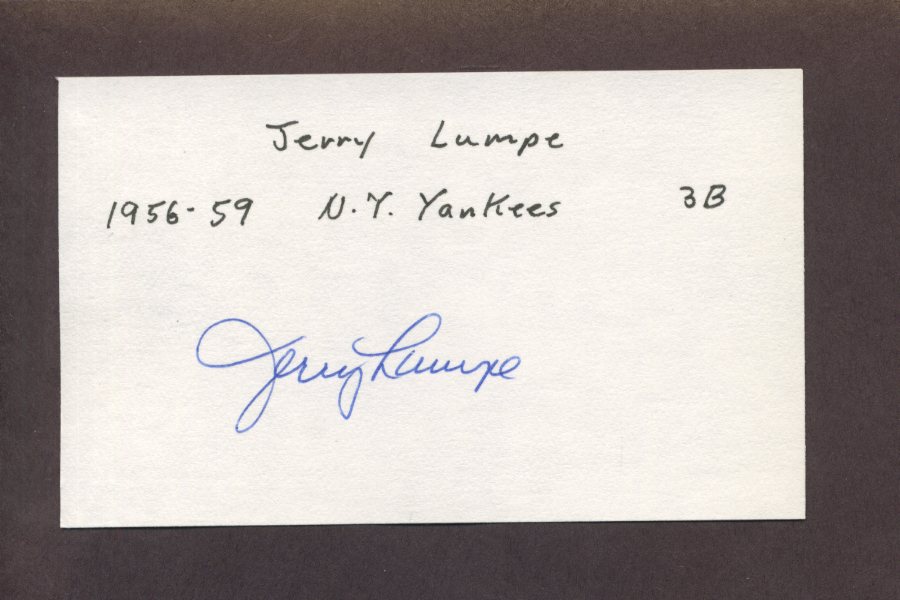 Jerry Lumpe
1956-59 N.Y. Yankees 3B
Jerry Lumpe